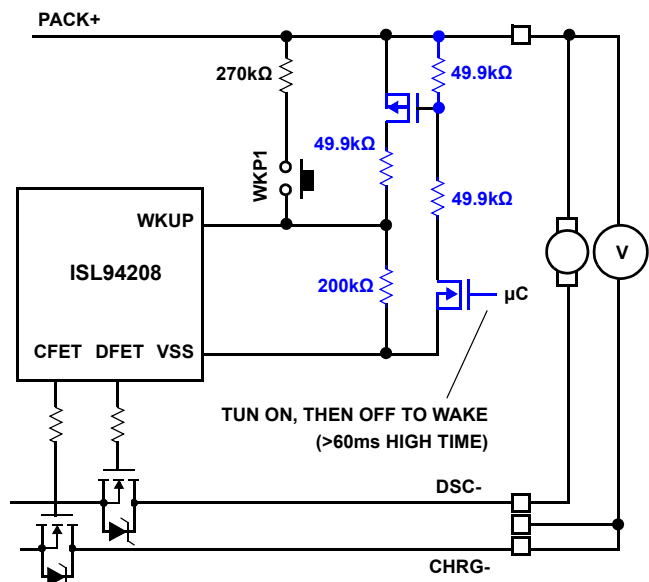 PACK+
270kΩ
49.9kΩ
49.9kΩ
WKP1
49.9kΩ
WKUP
ISL94208
200kΩ
µC
V
CFET DFET VSS
TUN ON, THEN OFF TO WAKE
(>60ms HIGH TIME)
DSC-
CHRG-